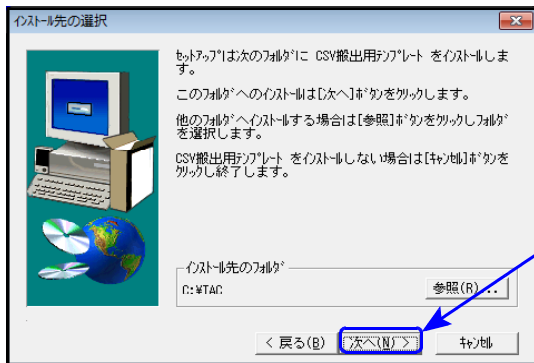 インストール先の選択
セットアップは次のフォルダに CSV搬出用テンプレート をインストールしま
す。
このフォルダへのインストールは[次へ]ボタンをクリックします。
他のフォルダへインストールする場合は[参照]ボタンをクリックしフォルダ
を選択します。
CSV搬出用テンプレート をインストールしない場合は[キャンセル]ボタンを
クリックし終了します。
インストール先のフォルダ
C:¥TAC
参照(R)...
< 戻る(B)
次へ(N) >
キャンセル